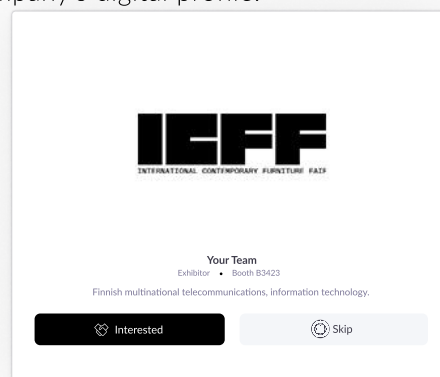 company's digital profile.
ICFF
INTERNATIONAL CONTEMPORARY FURNITURE FAIR
Your Team
Exhibitor • Booth B3423
Finnish multinational telecommunications, information technology.
Interested
Skip